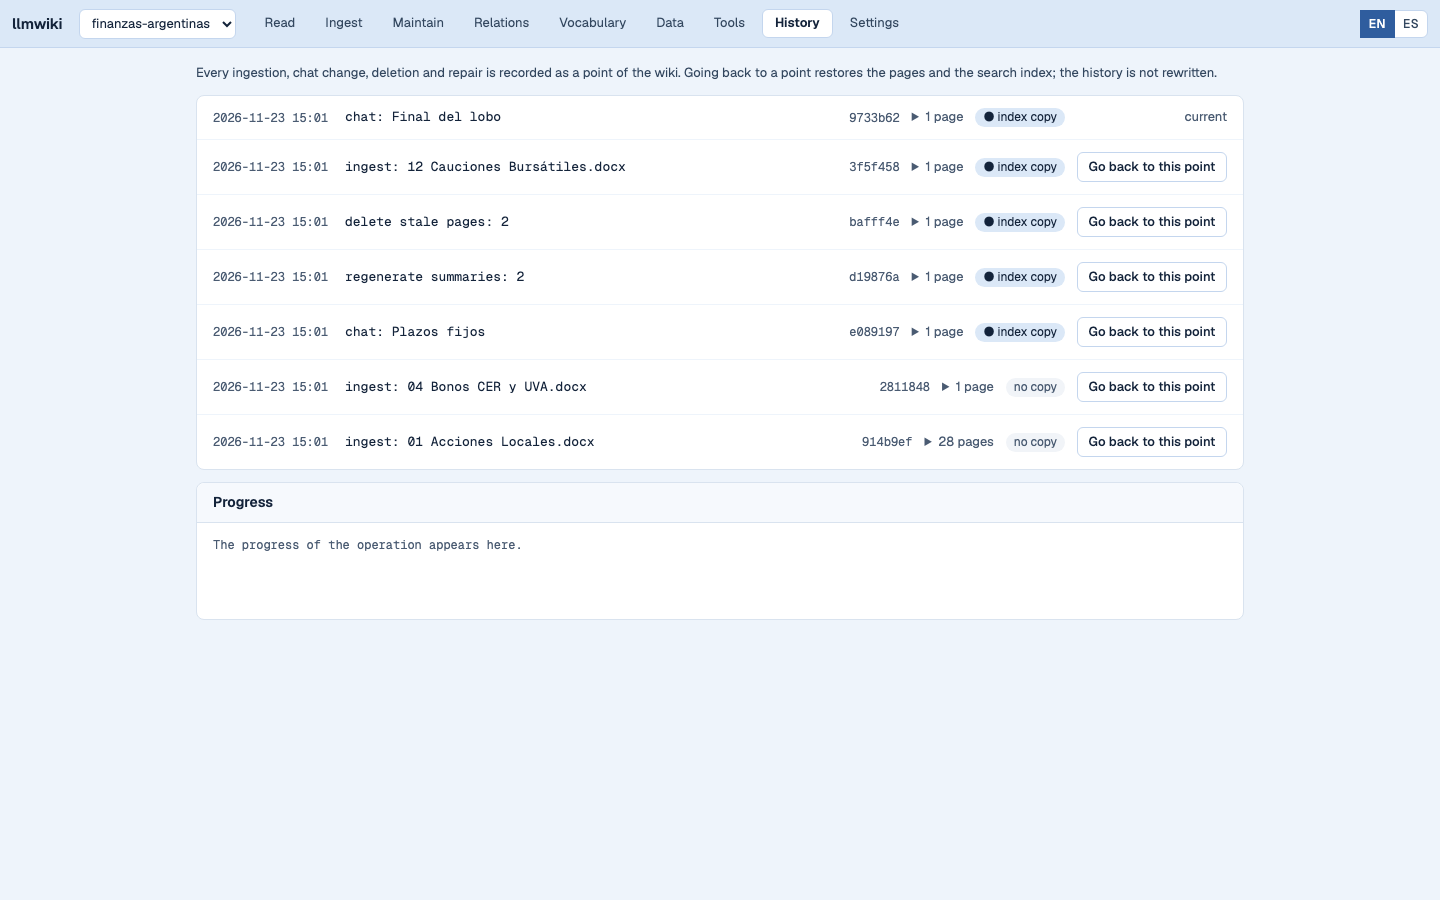 llmwiki finanzas-argentinas Read Ingest Maintain Relations Vocabulary Data Tools History Settings EN ES
Every ingestion, chat change, deletion and repair is recorded as a point of the wiki. Going back to a point restores the pages and the search index; the history is not rewritten.
2026-11-23 15:01 chat: Final del lobo 9733b62 ▶ 1 page ● index copy current
2026-11-23 15:01 ingest: 12 Cauciones Bursátiles.docx 3f5f458 ▶ 1 page ● index copy Go back to this point
2026-11-23 15:01 delete stale pages: 2 bafff4e ▶ 1 page ● index copy Go back to this point
2026-11-23 15:01 regenerate summaries: 2 d19876a ▶ 1 page ● index copy Go back to this point
2026-11-23 15:01 chat: Plazos fijos e089197 ▶ 1 page ● index copy Go back to this point
2026-11-23 15:01 ingest: 04 Bonos CER y UVA.docx 2811848 ▶ 1 page no copy Go back to this point
2026-11-23 15:01 ingest: 01 Acciones Locales.docx 914b9ef ▶ 28 pages no copy Go back to this point
Progress
The progress of the operation appears here.